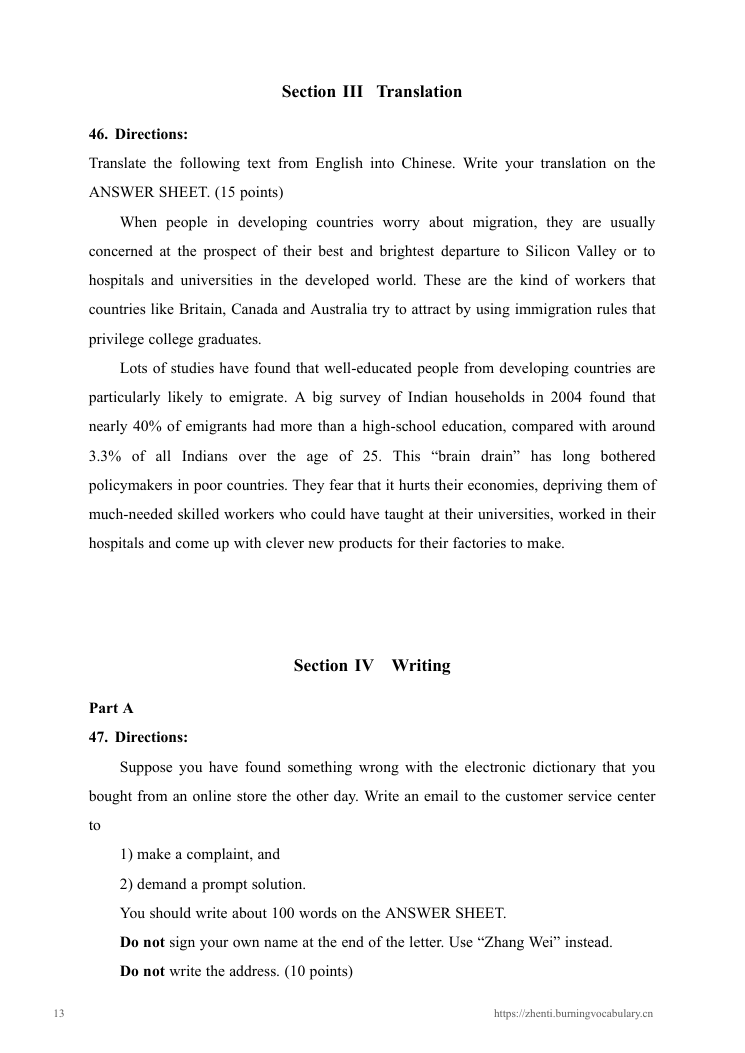 Section III Translation
46. Directions:
Translate the following text from English into Chinese. Write your translation on the
ANSWER SHEET. (15 points)
When people in developing countries worry about migration, they are usually
concerned at the prospect of their best and brightest departure to Silicon Valley or to
hospitals and universities in the developed world. These are the kind of workers that
countries like Britain, Canada and Australia try to attract by using immigration rules that
privilege college graduates.
Lots of studies have found that well-educated people from developing countries are
particularly likely to emigrate. A big survey of Indian households in 2004 found that
nearly 40% of emigrants had more than a high-school education, compared with around
3.3% of all Indians over the age of 25. This “brain drain” has long bothered
policymakers in poor countries. They fear that it hurts their economies, depriving them of
much-needed skilled workers who could have taught at their universities, worked in their
hospitals and come up with clever new products for their factories to make.
Section IV Writing
Part A
47. Directions:
Suppose you have found something wrong with the electronic dictionary that you
bought from an online store the other day. Write an email to the customer service center
to
1) make a complaint, and
2) demand a prompt solution.
You should write about 100 words on the ANSWER SHEET.
Do not sign your own name at the end of the letter. Use “Zhang Wei” instead.
Do not write the address. (10 points)
13
https://zhenti.burningvocabulary.cn